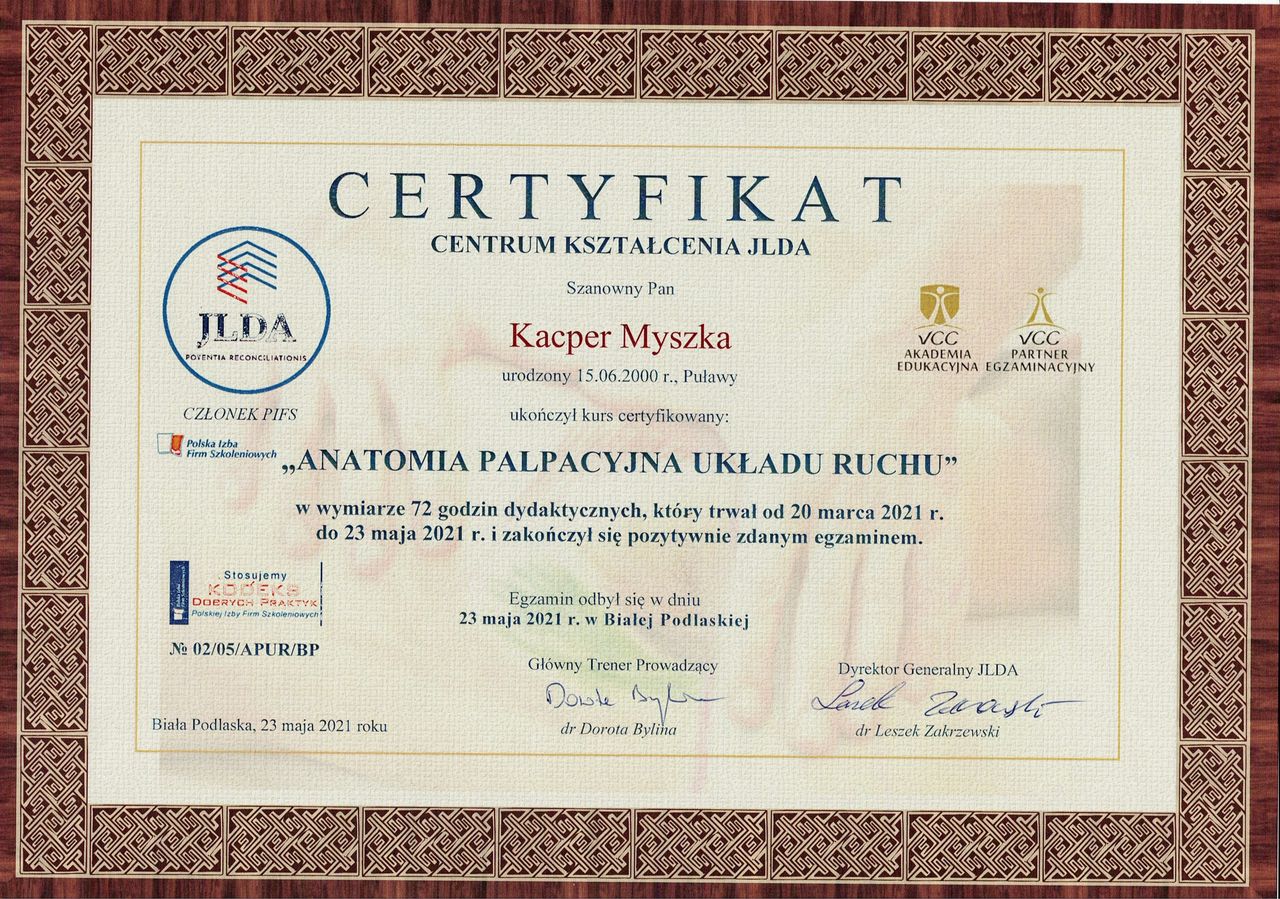 CERTYFIKAT
CENTRUM KSZTAŁCENIA JLDA
Szanowny Pan
Kacper Myszka
urodzony 15.06.2000 r., Puławy
ukończył kurs certyfikowany:
„ANATOMIA PALPACYJNA UKŁADU RUCHU”
w wymiarze 72 godzin dydaktycznych, który trwał od 20 marca 2021 r.
do 23 maja 2021 r. i zakończył się pozytywnie zdanym egzaminem.
Egzamin odbył się w dniu
23 maja 2021 r. w Białej Podlaskiej
JLDA
POTENTIA RECONCILIATIONIS
CZŁONEK PIFS
Polska Izba
Firm Szkoleniowych
VCC
AKADEMIA
EDUKACYJNA
VCC
PARTNER
EGZAMINACYJNY
Stosujemy
KODEKS
DOBRYCH PRAKTYK
Polskiej Izby Firm Szkoleniowych
№ 02/05/APUR/BP
Biała Podlaska, 23 maja 2021 roku
Główny Trener Prowadzący
dr Dorota Bylina
Dyrektor Generalny JLDA
dr Leszek Zakrzewski